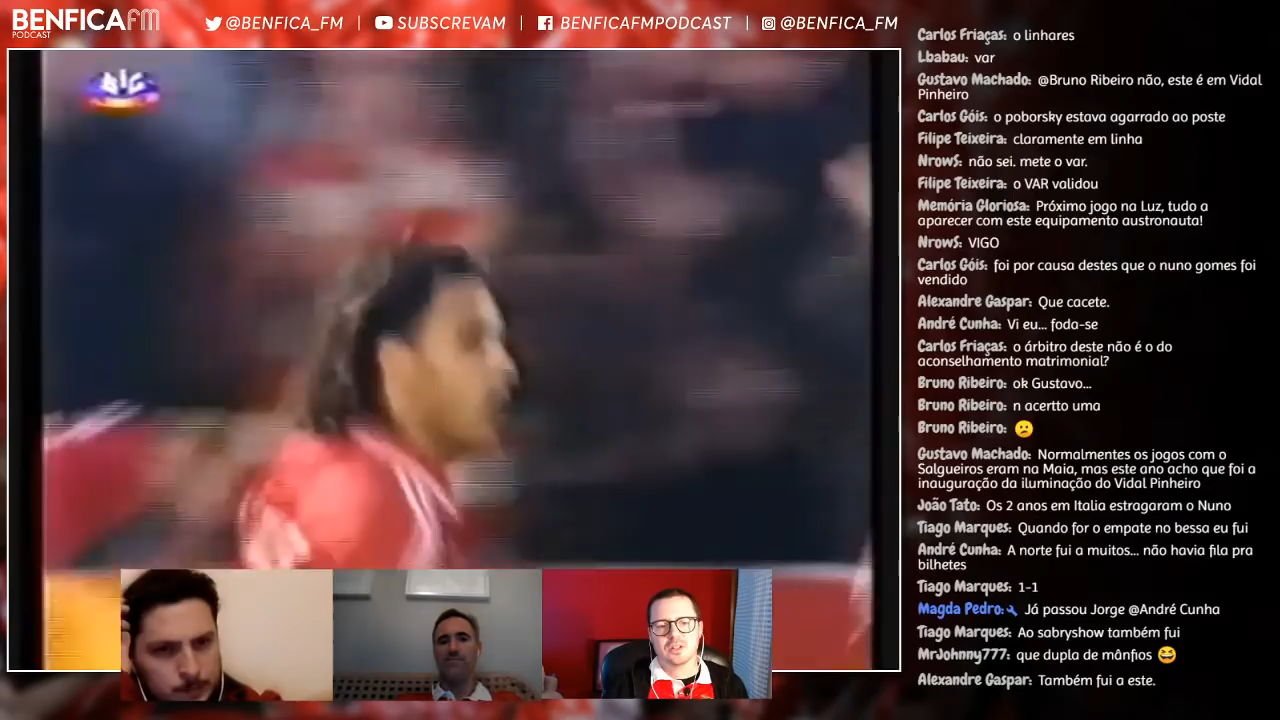 BENFICAFM
PODCAST
@BENFICA_FM | SUBSCREVAM | BENFICAFMPODCAST | @BENFICA_FM
SIC
Carlos Friaças: o linhares
Lbabau: var
Gustavo Machado: @Bruno Ribeiro não, este é em Vidal
Pinheiro
Carlos Góis: o poborsky estava agarrado ao poste
Filipe Teixeira: claramente em linha
NrowS: não sei. mete o var.
Filipe Teixeira: o VAR validou
Memória Gloriosa: Próximo jogo na Luz, tudo a
aparecer com este equipamento austronauta!
NrowS: VIGO
Carlos Góis: foi por causa destes que o nuno gomes foi
vendido
Alexandre Gaspar: Que cacete.
André Cunha: Vi eu... foda-se
Carlos Friaças: o árbitro deste não é o do
aconselhamento matrimonial?
Bruno Ribeiro: ok Gustavo...
Bruno Ribeiro: n acertto uma
Bruno Ribeiro: 😕
Gustavo Machado: Normalmentes os jogos com o
Salgueiros eram na Maia, mas este ano acho que foi a
inauguração da iluminação do Vidal Pinheiro
João Tato: Os 2 anos em Italia estragaram o Nuno
Tiago Marques: Quando for o empate no bessa eu fui
André Cunha: A norte fui a muitos... não havia fila pra
bilhetes
Tiago Marques: 1-1
Magda Pedro: Já passou Jorge @André Cunha
Tiago Marques: Ao sabryshow também fui
MrJohnny777: que dupla de mânfios 😆
Alexandre Gaspar: Também fui a este.